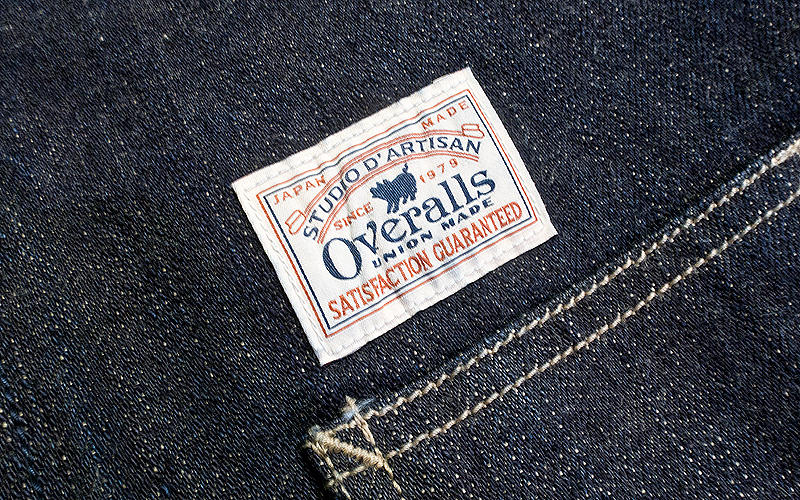 JAPAN MADE
STUDIO D'ARTISAN
SINCE 1979
Overalls
UNION MADE
SATISFACTION GUARANTEED